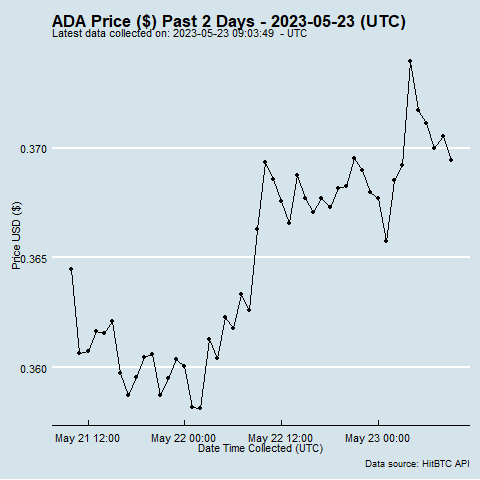 ADA Price ($) Past 2 Days - 2023-05-23 (UTC)
Latest data collected on: 2023-05-23 09:03:49 - UTC
0.370
0.365
0.360
Price USD ($)
May 21 12:00
May 22 00:00
May 22 12:00
May 23 00:00
Date Time Collected (UTC)
Data source: HitBTC API